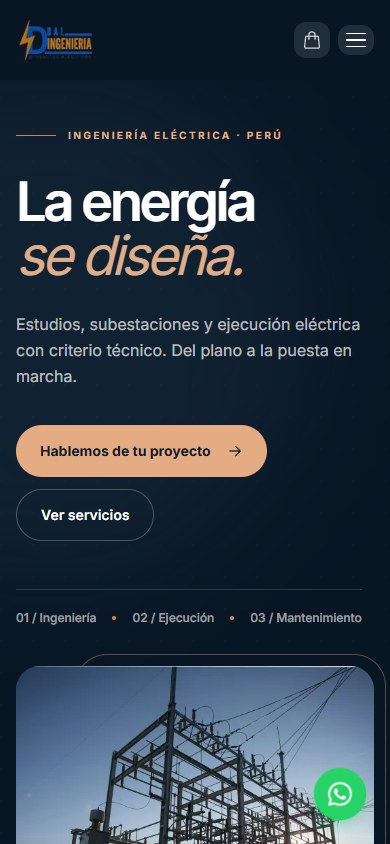 DUAL
INGENIERIA
INGENIERÍA ELÉCTRICA · PERÚ
La energía
se diseña.
Estudios, subestaciones y ejecución eléctrica
con criterio técnico. Del plano a la puesta en
marcha.
Hablemos de tu proyecto →
Ver servicios
01 / Ingeniería • 02 / Ejecución • 03 / Mantenimiento